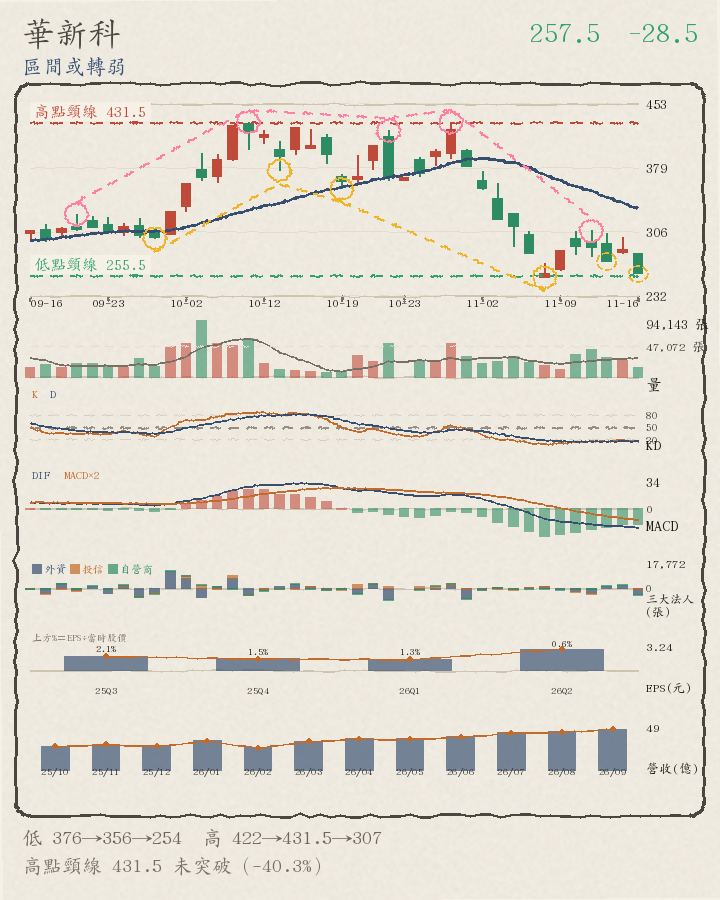 華新科
257.5 -28.5
區間或轉弱
高點頸線 431.5
453
379
306
低點頸線 255.5
232
09-16 09-23 10-02 10-12 10-19 10-23 11-02 11-09 11-16
94,143 張
47,072 張
量
K D
80
50
20
KD
DIF MACD×2
34
0
MACD
外資 投信 自營商
17,772
0
三大法人
(張)
上方%=EPS÷當時股價
2.1% 1.5% 1.3% 0.6%
3.24
25Q3 25Q4 26Q1 26Q2
EPS(元)
49
25/10 25/11 25/12 26/01 26/02 26/03 26/04 26/05 26/06 26/07 26/08 26/09
營收(億)
低 376→356→254 高 422→431.5→307
高點頸線 431.5 未突破 (-40.3%)